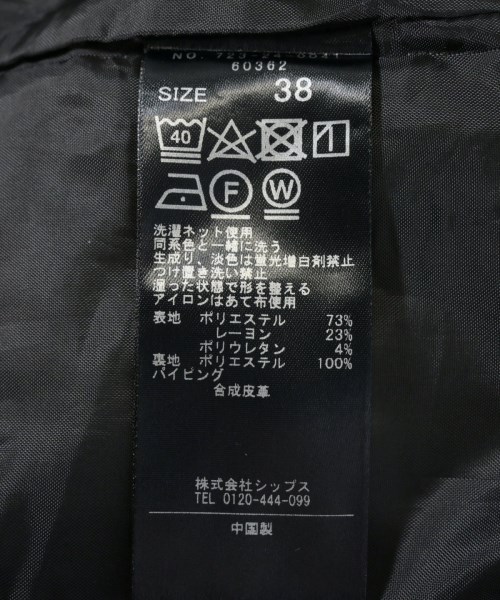 60362
SIZE 38
40
F W
洗濯ネット使用
同系色と一緒に洗う
生成り、淡色は蛍光増白剤禁止
つけ置き洗い禁止
湿った状態で形を整える
アイロンはあて布使用
表地 ポリエステル 73%
レーヨン 23%
ポリウレタン 4%
裏地 ポリエステル 100%
パイピング
合成皮革
株式会社シップス
TEL 0120-444-099
中国製